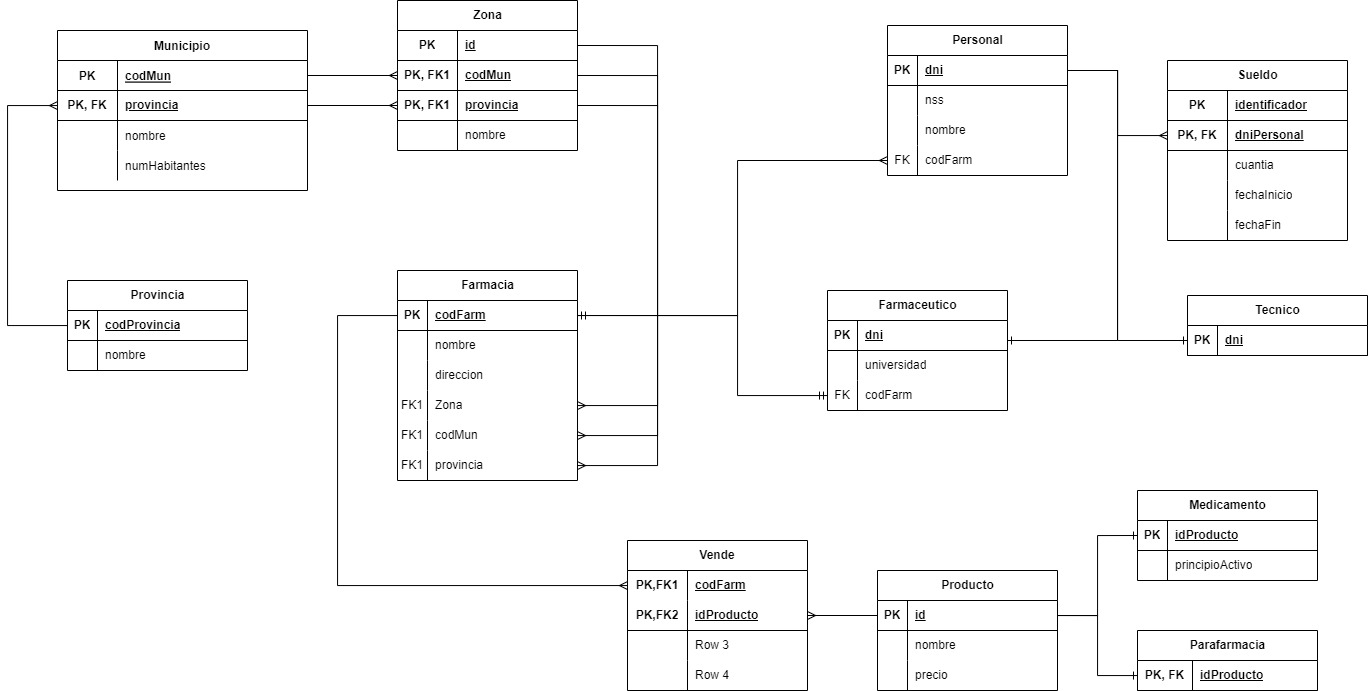 Municipio
PK codMun
PK, FK provincia
nombre
numHabitantes
Zona
PK id
PK, FK1 codMun
PK, FK1 provincia
nombre
Personal
PK dni
nss
nombre
FK codFarm
Sueldo
PK identificador
PK, FK dniPersonal
cuantia
fechaInicio
fechaFin
Provincia
PK codProvincia
nombre
Farmacia
PK codFarm
nombre
direccion
FK1 Zona
FK1 codMun
FK1 provincia
Farmaceutico
PK dni
universidad
FK codFarm
Tecnico
PK dni
Vende
PK,FK1 codFarm
PK,FK2 idProducto
Row 3
Row 4
Producto
PK id
nombre
precio
Medicamento
PK idProducto
principioActivo
Parafarmacia
PK, FK idProducto